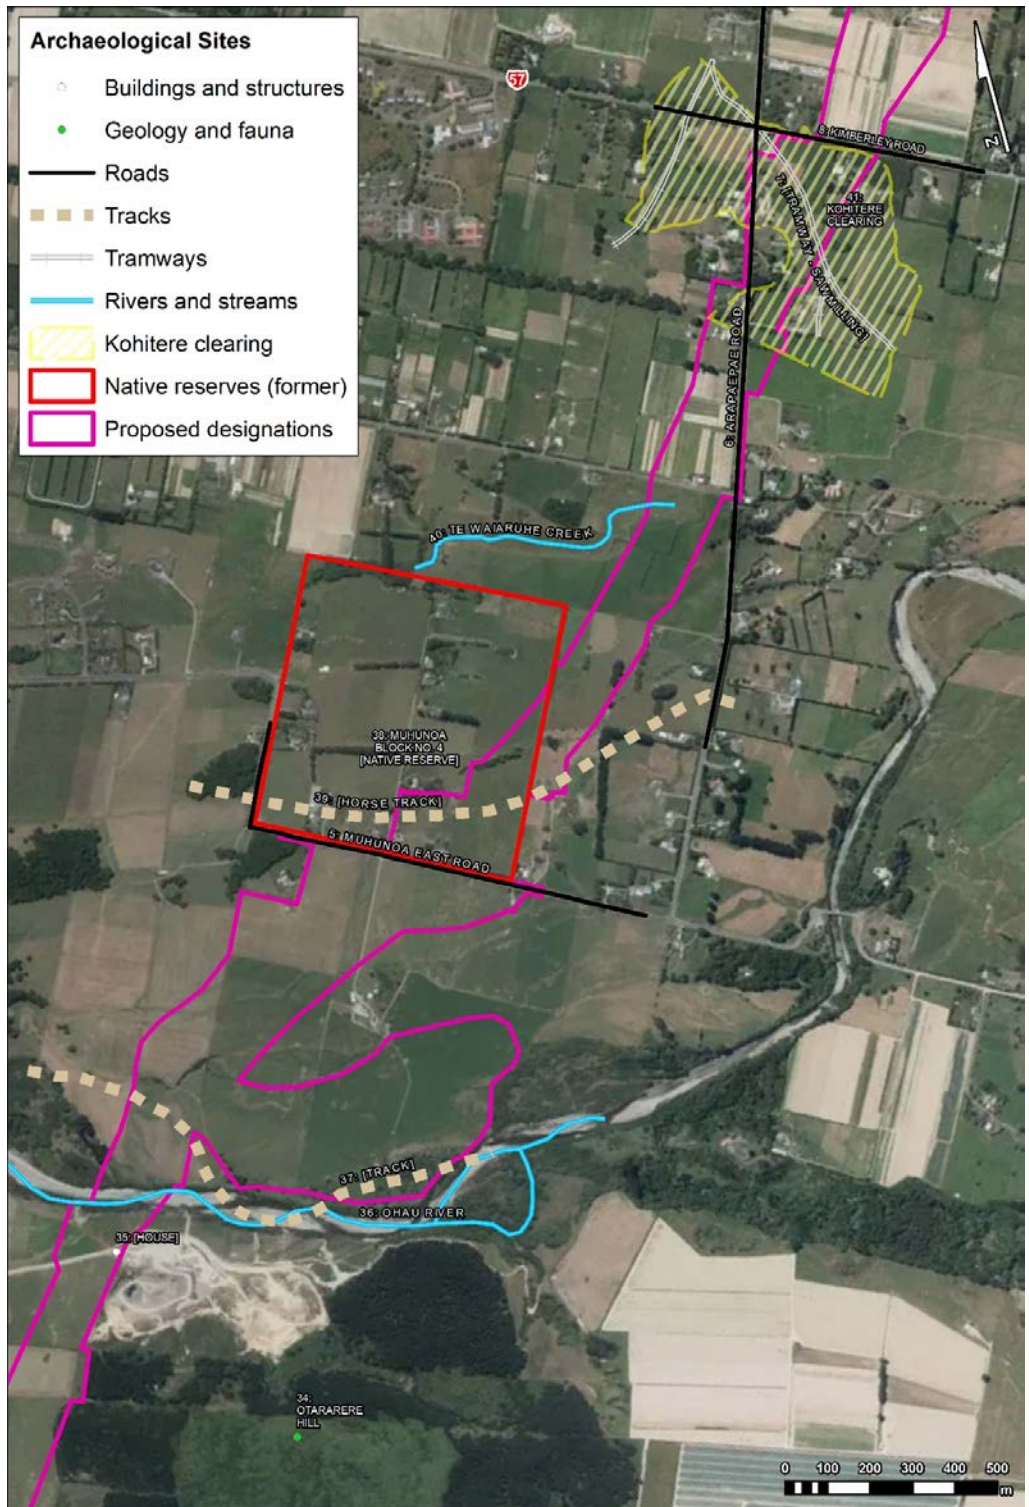 Archaeological Sites
Buildings and structures
Geology and fauna
Roads
Tracks
Tramways
Rivers and streams
Kohitere clearing
Native reserves (former)
Proposed designations
57
N
8: KIMBERLEY ROAD
41:
KOHITERE
CLEARING
7: [TRAMWAY - SAWMILLING]
6: ARAPAEPAE ROAD
40: TE WAIARUHE CREEK
38: MUHUNOA
BLOCK NO. 4
[NATIVE RESERVE]
39: [HORSE TRACK]
5: MUHUNOA EAST ROAD
37: [TRACK]
36: OHAU RIVER
35: [HOUSE]
34:
OTARARERE
HILL
0 100 200 300 400 500
m